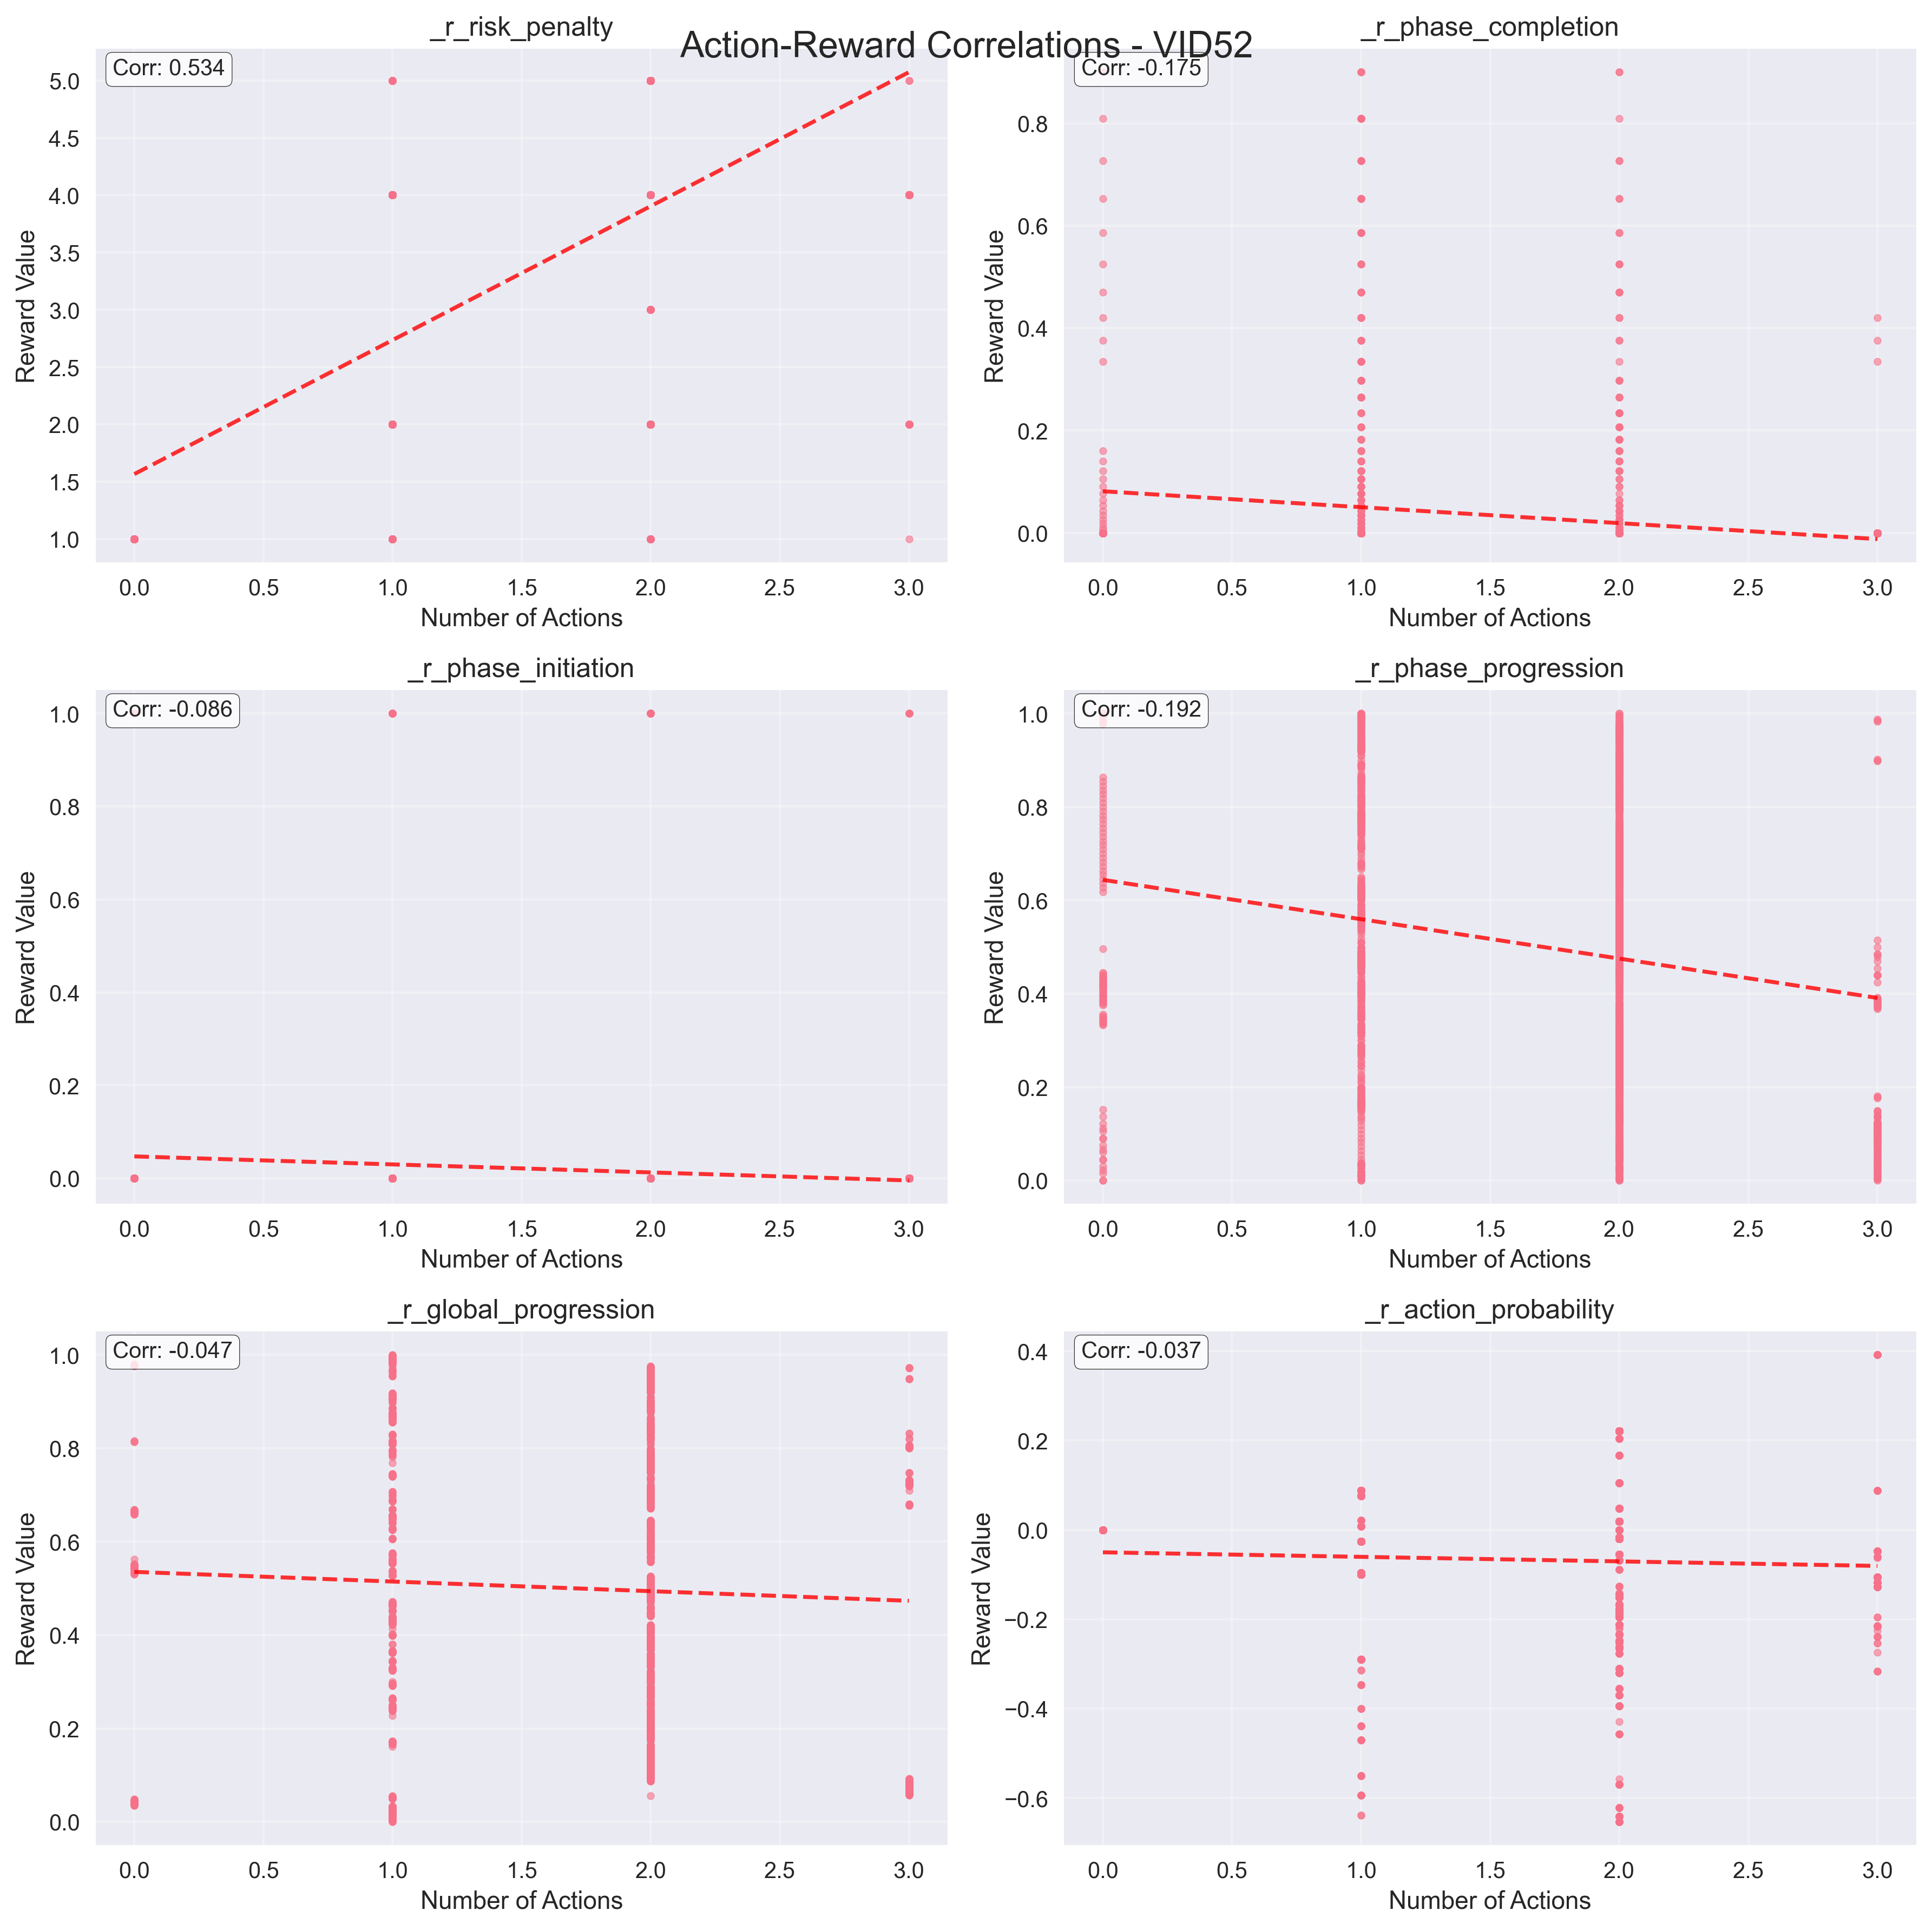 Action-Reward Correlations - VID52
_r_risk_penalty
Corr: 0.534
Reward Value
5.0
4.5
4.0
3.5
3.0
2.5
2.0
1.5
1.0
0.0 0.5 1.0 1.5 2.0 2.5 3.0
Number of Actions
_r_phase_completion
Corr: -0.175
Reward Value
0.8
0.6
0.4
0.2
0.0
0.0 0.5 1.0 1.5 2.0 2.5 3.0
Number of Actions
_r_phase_initiation
Corr: -0.086
Reward Value
1.0
0.8
0.6
0.4
0.2
0.0
0.0 0.5 1.0 1.5 2.0 2.5 3.0
Number of Actions
_r_phase_progression
Corr: -0.192
Reward Value
1.0
0.8
0.6
0.4
0.2
0.0
0.0 0.5 1.0 1.5 2.0 2.5 3.0
Number of Actions
_r_global_progression
Corr: -0.047
Reward Value
1.0
0.8
0.6
0.4
0.2
0.0
0.0 0.5 1.0 1.5 2.0 2.5 3.0
Number of Actions
_r_action_probability
Corr: -0.037
Reward Value
0.4
0.2
0.0
−0.2
−0.4
−0.6
0.0 0.5 1.0 1.5 2.0 2.5 3.0
Number of Actions